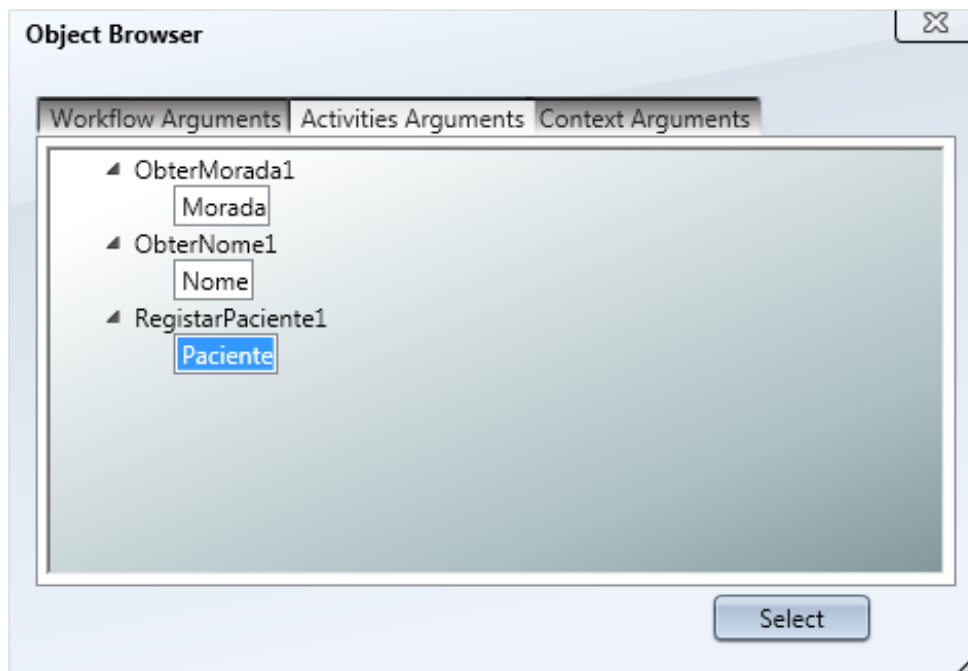 Object Browser
Workflow Arguments Activities Arguments Context Arguments
ObterMorada1
Morada
ObterNome1
Nome
RegistarPaciente1
Paciente
Select